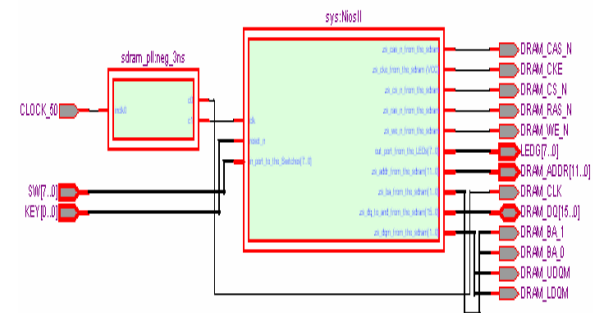 sys:NiosII
sdram_pll:neg_3ns
CLOCK_50
inclk0
c0
c1
clk
reset_n
in_port_to_the_Switches[7..0]
SW[7..0]
KEY[0..0]
zs_cas_n_from_the_sdram
zs_cke_from_the_sdram (VCC)
zs_cs_n_from_the_sdram
zs_ras_n_from_the_sdram
zs_we_n_from_the_sdram
out_port_from_the_LEDs[7..0]
zs_addr_from_the_sdram[11..0]
zs_ba_from_the_sdram[1..0]
zs_dq_to_and_from_the_sdram[15..0]
zs_dqm_from_the_sdram[1..0]
DRAM_CAS_N
DRAM_CKE
DRAM_CS_N
DRAM_RAS_N
DRAM_WE_N
LEDG[7..0]
DRAM_ADDR[11..0]
DRAM_CLK
DRAM_DQ[15..0]
DRAM_BA_1
DRAM_BA_0
DRAM_UDQM
DRAM_LDQM